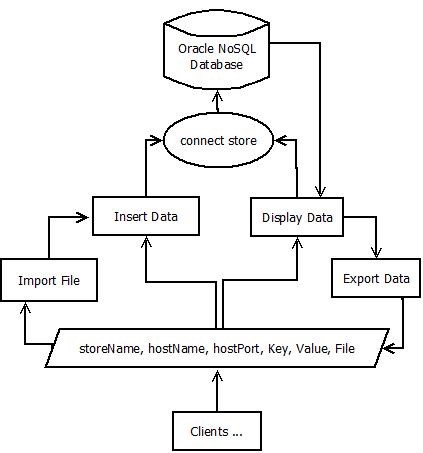 Oracle NoSQL
Database
connect store
Insert Data
Display Data
Import File
Export Data
storeName, hostName, hostPort, Key, Value, File
Clients ...